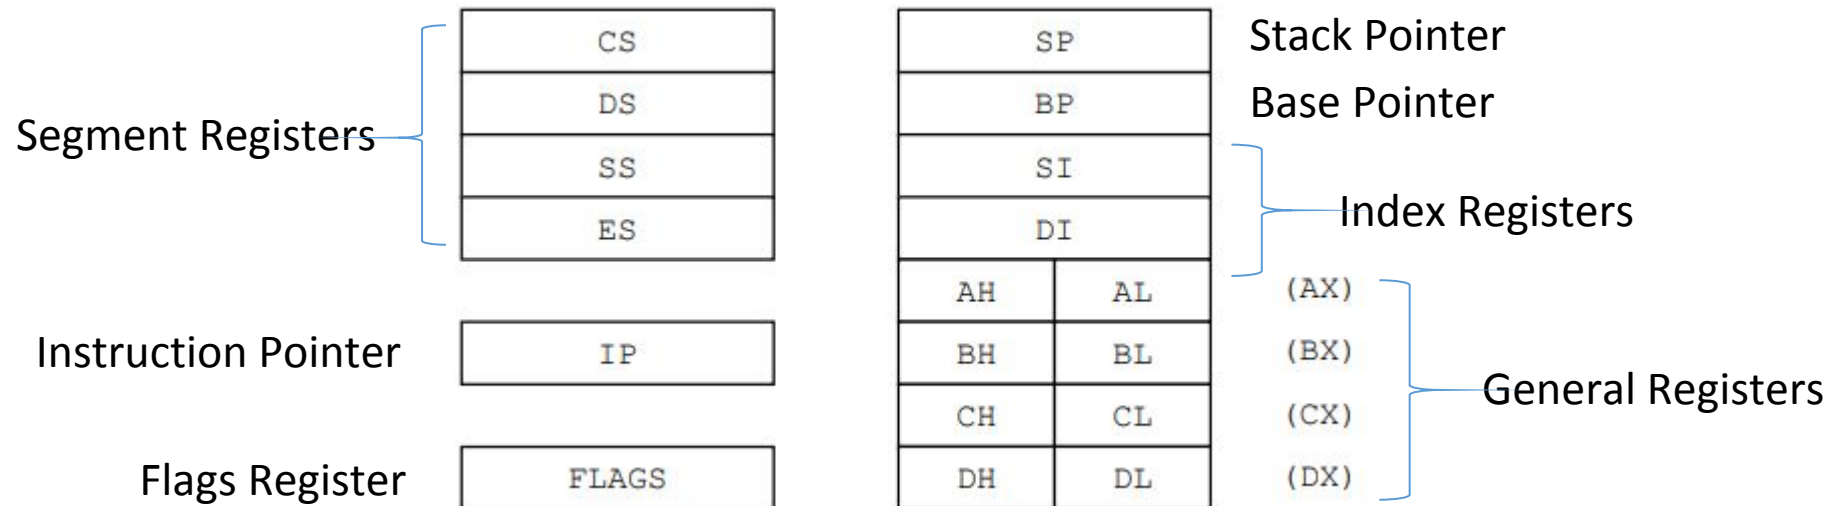 CS
SP
Stack Pointer
DS
BP
Base Pointer
Segment Registers
SS
SI
ES
DI
Index Registers
AH AL (AX)
Instruction Pointer
IP
BH BL (BX)
General Registers
CH CL (CX)
Flags Register
FLAGS
DH DL (DX)